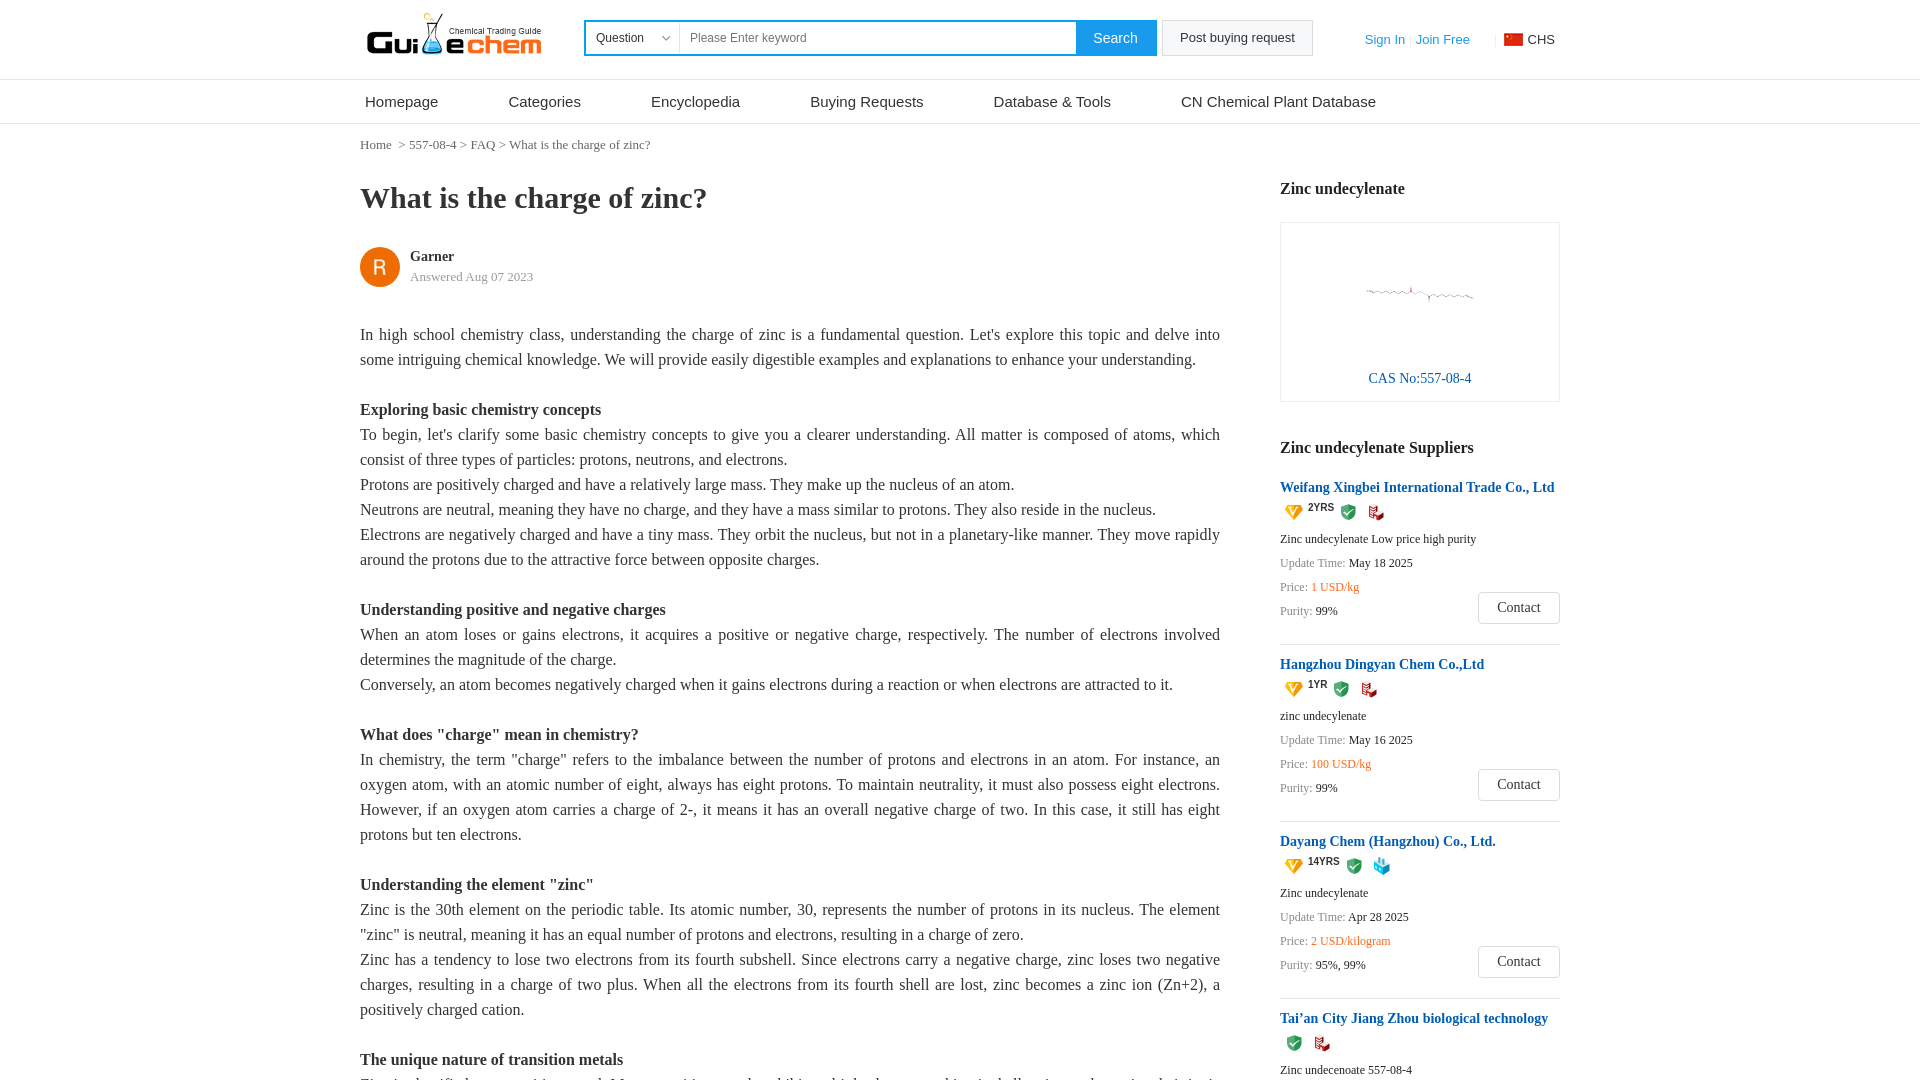 Guidechem
Chemical Trading Guide
Question
Please Enter keyword
Search
Post buying request
Sign In | Join Free
CHS
Homepage
Categories
Encyclopedia
Buying Requests
Database & Tools
CN Chemical Plant Database
Home > 557-08-4 > FAQ > What is the charge of zinc?
What is the charge of zinc?
R
Garner
Answered Aug 07 2023
In high school chemistry class, understanding the charge of zinc is a fundamental question. Let's explore this topic and delve into
some intriguing chemical knowledge. We will provide easily digestible examples and explanations to enhance your understanding.
Exploring basic chemistry concepts
To begin, let's clarify some basic chemistry concepts to give you a clearer understanding. All matter is composed of atoms, which
consist of three types of particles: protons, neutrons, and electrons.
Protons are positively charged and have a relatively large mass. They make up the nucleus of an atom.
Neutrons are neutral, meaning they have no charge, and they have a mass similar to protons. They also reside in the nucleus.
Electrons are negatively charged and have a tiny mass. They orbit the nucleus, but not in a planetary-like manner. They move rapidly
around the protons due to the attractive force between opposite charges.
Understanding positive and negative charges
When an atom loses or gains electrons, it acquires a positive or negative charge, respectively. The number of electrons involved
determines the magnitude of the charge.
Conversely, an atom becomes negatively charged when it gains electrons during a reaction or when electrons are attracted to it.
What does "charge" mean in chemistry?
In chemistry, the term "charge" refers to the imbalance between the number of protons and electrons in an atom. For instance, an
oxygen atom, with an atomic number of eight, always has eight protons. To maintain neutrality, it must also possess eight electrons.
However, if an oxygen atom carries a charge of 2-, it means it has an overall negative charge of two. In this case, it still has eight
protons but ten electrons.
Understanding the element "zinc"
Zinc is the 30th element on the periodic table. Its atomic number, 30, represents the number of protons in its nucleus. The element
"zinc" is neutral, meaning it has an equal number of protons and electrons, resulting in a charge of zero.
Zinc has a tendency to lose two electrons from its fourth subshell. Since electrons carry a negative charge, zinc loses two negative
charges, resulting in a charge of two plus. When all the electrons from its fourth shell are lost, zinc becomes a zinc ion (Zn+2), a
positively charged cation.
The unique nature of transition metals
Zinc undecylenate
CAS No:557-08-4
Zinc undecylenate Suppliers
Weifang Xingbei International Trade Co., Ltd
2YRS
Zinc undecylenate Low price high purity
Update Time: May 18 2025
Price: 1 USD/kg
Purity: 99%
Contact
Hangzhou Dingyan Chem Co.,Ltd
1YR
zinc undecylenate
Update Time: May 16 2025
Price: 100 USD/kg
Purity: 99%
Contact
Dayang Chem (Hangzhou) Co., Ltd.
14YRS
Zinc undecylenate
Update Time: Apr 28 2025
Price: 2 USD/kilogram
Purity: 95%, 99%
Contact
Tai’an City Jiang Zhou biological technology
Zinc undecenoate 557-08-4